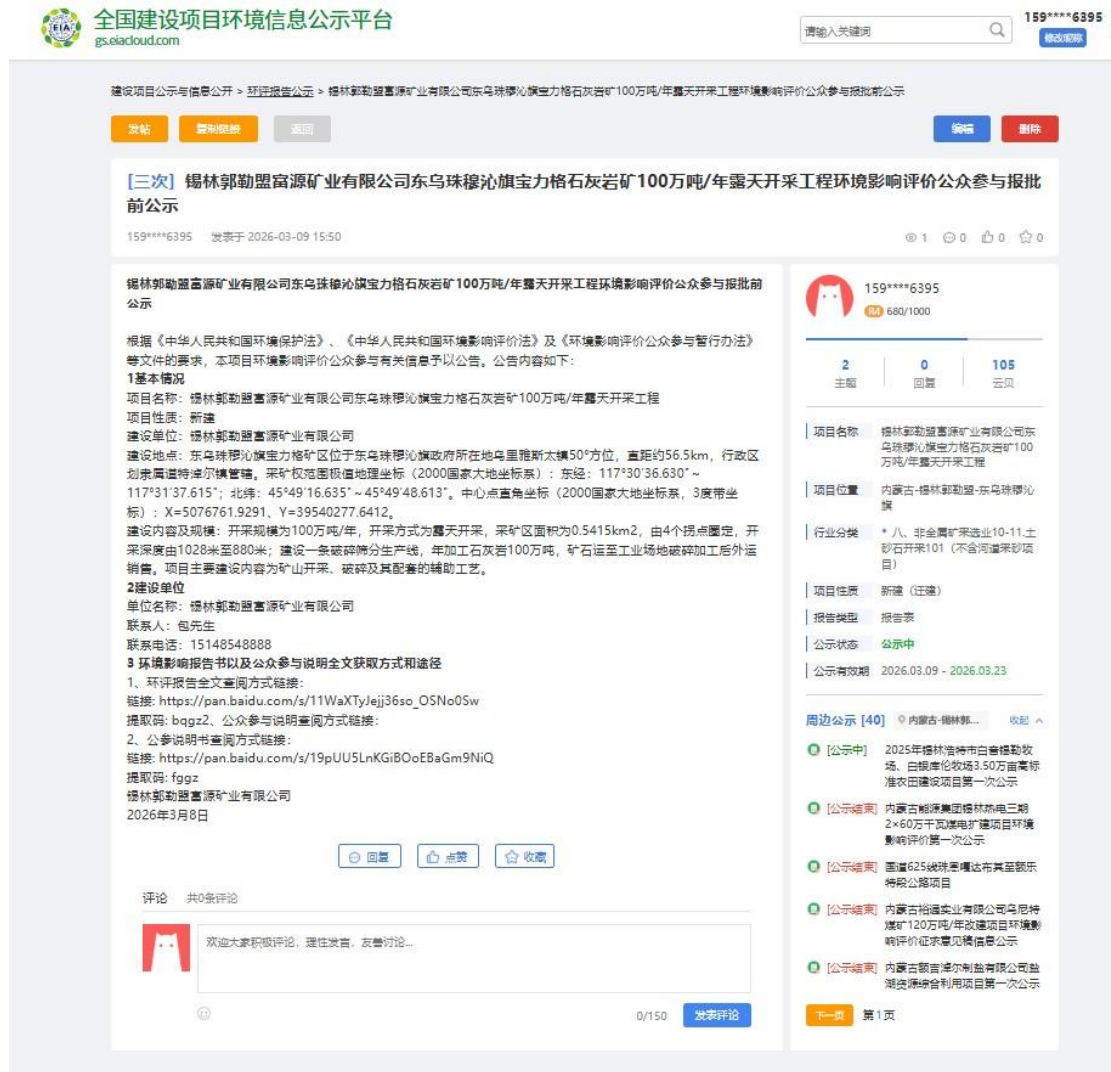 全国建设项目环境信息公示平台
gs.eiacloud.com
请输入关键词
159****6395
修改昵称
建设项目公示与信息公开 > 环评报告公示 > 锡林郭勒盟富源矿业有限公司东乌珠穆沁旗宝力格石灰岩矿100万吨/年露天开采工程环境影响评价公众参与报批前公示
发帖
复制链接
返回
编辑
删除
[三次] 锡林郭勒盟富源矿业有限公司东乌珠穆沁旗宝力格石灰岩矿100万吨/年露天开采工程环境影响评价公众参与报批
前公示
159****6395 发表于 2026-03-09 15:50
1 0 0 0
锡林郭勒盟富源矿业有限公司东乌珠穆沁旗宝力格石灰岩矿100万吨/年露天开采工程环境影响评价公众参与报批前
公示
根据《中华人民共和国环境保护法》、《中华人民共和国环境影响评价法》及《环境影响评价公众参与暂行办法》
等文件的要求，本项目环境影响评价公众参与有关信息予以公告。公告内容如下：
1基本情况
项目名称：锡林郭勒盟富源矿业有限公司东乌珠穆沁旗宝力格石灰岩矿100万吨/年露天开采工程
项目性质：新建
建设单位：锡林郭勒盟富源矿业有限公司
建设地点：东乌珠穆沁旗宝力格矿区位于东乌珠穆沁旗政府所在地乌里雅斯太镇50°方位，直距约56.5km，行政区
划隶属道特淖尔镇管辖。采矿权范围极值地理坐标（2000国家大地坐标系）：东经：117°30′36.630″~
117°31′37.615″；北纬：45°49′16.635″~45°49′48.613″。中心点直角坐标（2000国家大地坐标系，3度带坐
标）：X=5076761.9291、Y=39540277.6412。
建设内容及规模：开采规模为100万吨/年，开采方式为露天开采，采矿区面积为0.5415km2，由4个拐点圈定，开
采深度由1028米至880米；建设一条破碎筛分生产线，年加工石灰岩100万吨，矿石运至工业场地破碎加工后外运
销售。项目主要建设内容为矿山开采、破碎及其配套的辅助工艺。
2建设单位
单位名称：锡林郭勒盟富源矿业有限公司
联系人：包先生
联系电话：15148548888
3 环境影响报告书以及公众参与说明全文获取方式和途径
1、环评报告全文查阅方式链接：
链接: https://pan.baidu.com/s/11WaXTyJejj36so_OSNo0Sw
提取码: bqgz2、公众参与说明查阅方式链接：
2、公参说明书查阅方式链接：
链接: https://pan.baidu.com/s/19pUU5LnKGiBOoEBaGm9NiQ
提取码: fggz
锡林郭勒盟富源矿业有限公司
2026年3月8日
回复
点赞
收藏
评论 共0条评论
欢迎大家积极评论，理性发言，友善讨论...
0/150
发表评论
159****6395
R4 680/1000
2 0 105
主题 回复 云贝
项目名称 锡林郭勒盟富源矿业有限公司东
乌珠穆沁旗宝力格石灰岩矿100
万吨/年露天开采工程
项目位置 内蒙古-锡林郭勒盟-东乌珠穆沁
旗
行业分类 * 八、非金属矿采选业10-11.土
砂石开采101（不含河道采砂项
目）
项目性质 新建（迁建）
报告类型 报告表
公示状态 公示中
公示有效期 2026.03.09 - 2026.03.23
周边公示 [40] 内蒙古-锡林郭... 收起
[公示中] 2025年锡林浩特市白音锡勒牧
场、白银库伦牧场3.50万亩高标
准农田建设项目第一次公示
[公示结束] 内蒙古能源集团锡林热电三期
2×60万千瓦煤电扩建项目环境
影响评价第一次公示
[公示结束] 国道625线珠恩嘎达布其至额乐
特段公路项目
[公示结束] 内蒙古裕通实业有限公司乌尼特
煤矿120万吨/年改建项目环境影
响评价征求意见稿信息公示
[公示结束] 内蒙古额吉淖尔制盐有限公司盐
湖资源综合利用项目第一次公示
下一页 第1页